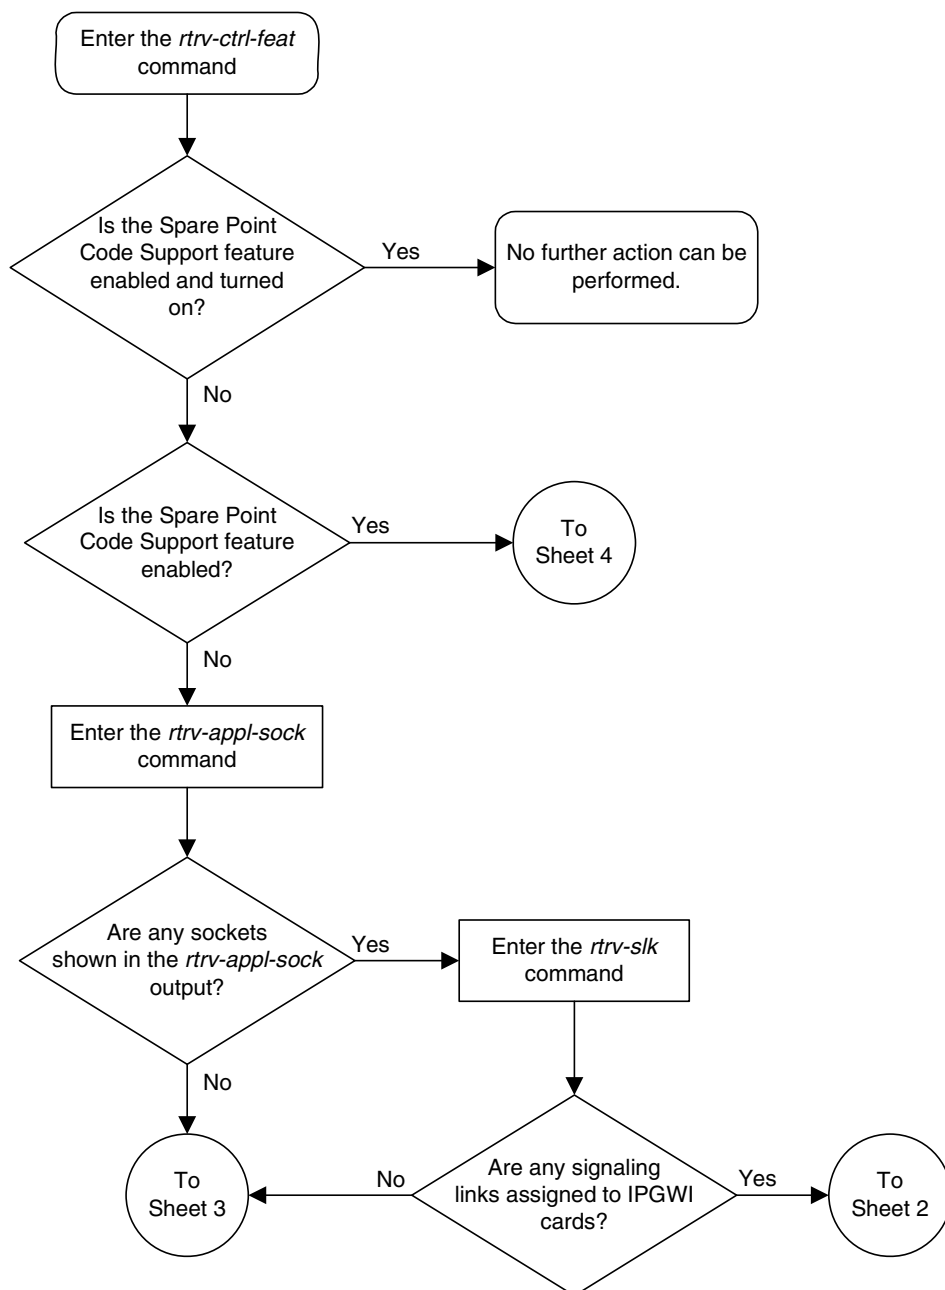 Enter the rtrv-ctrl-feat
command
Is the Spare Point
Code Support feature
enabled and turned
on?
Yes
No further action can be
performed.
No
Is the Spare Point
Code Support feature
enabled?
Yes
To
Sheet 4
No
Enter the rtrv-appl-sock
command
Are any sockets
shown in the rtrv-appl-sock
output?
Yes
Enter the rtrv-slk
command
No
Are any signaling
links assigned to IPGWI
cards?
No
Yes
To
Sheet 3
To
Sheet 2